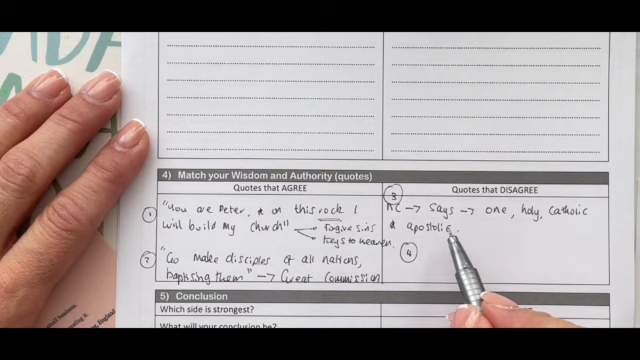 4) Match your Wisdom and Authority (quotes)
Quotes that AGREE
Quotes that DISAGREE
① "You are Peter, & on this rock I
will build my church"
→ forgive sins
→ keys to heaven.
② "Go make disciples of all nations,
baptising them" → Great Commission
③
→ says → one, holy, Catholic
& apostolic.
④
5) Conclusion
Which side is strongest?
What will your conclusion be?
small business.
England